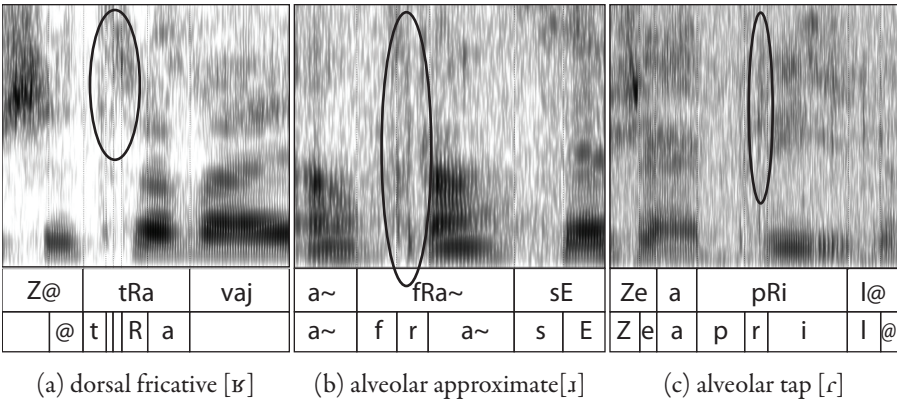 Z@ tRa vaj a~ fRa~ sE Ze a pRi l@
@ t R a a~ f r a~ s E Z e a p r i l @
(a) dorsal fricative [ʁ] (b) alveolar approximate[ɹ] (c) alveolar tap [ɾ]